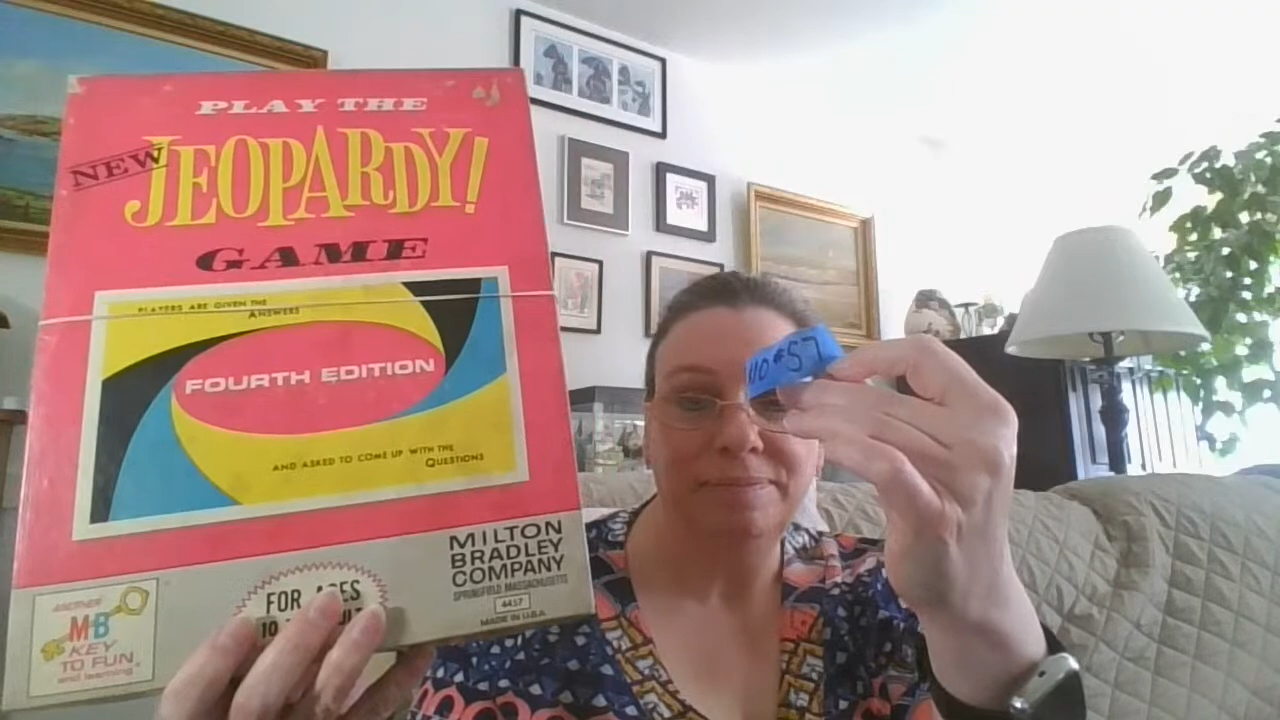 PLAY THE
NEW
JEOPARDY!
GAME
PLAYERS ARE GIVEN THE
ANSWERS
FOURTH EDITION
AND ASKED TO COME UP WITH THE
QUESTIONS
MILTON
BRADLEY
COMPANY
SPRINGFIELD, MASSACHUSETTS
4457
MADE IN U.S.A.
FOR AGES
10
ANOTHER
MB
KEY
TO FUN
and learning
#57